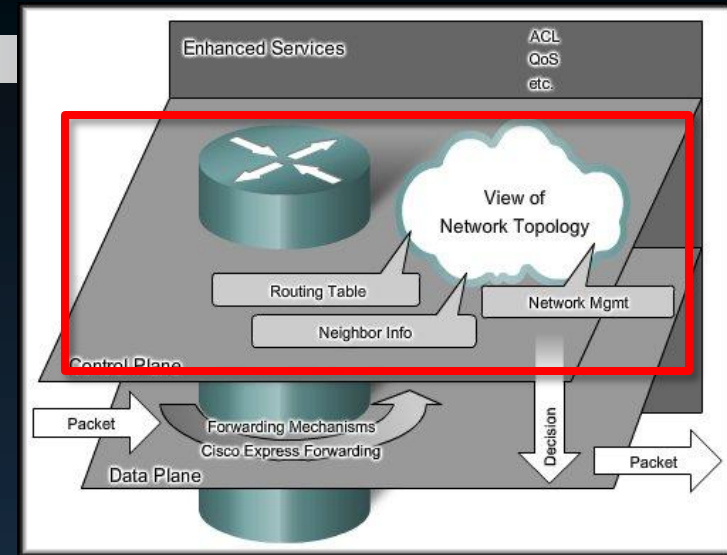 Enhanced Services
ACL
QoS
etc.
View of
Network Topology
Routing Table
Network Mgmt
Neighbor Info
Control Plane
Packet
Forwarding Mechanisms
Cisco Express Forwarding
Decision
Packet
Data Plane